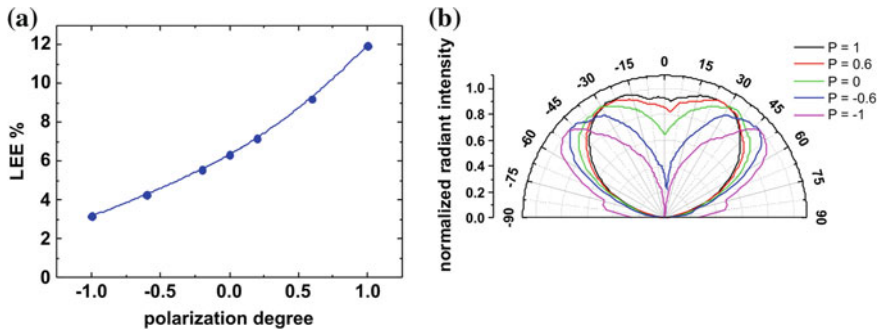 (a)
12
10
8
6
4
2
0
LEE %
-1.0 -0.5 0.0 0.5 1.0
polarization degree
(b)
normalized radiant intensity
1.0
0.8
0.6
0.4
0.2
0.0
-90
-75
-60
-45
-30
-15
0
15
30
45
60
75
90
P = 1
P = 0.6
P = 0
P = -0.6
P = -1